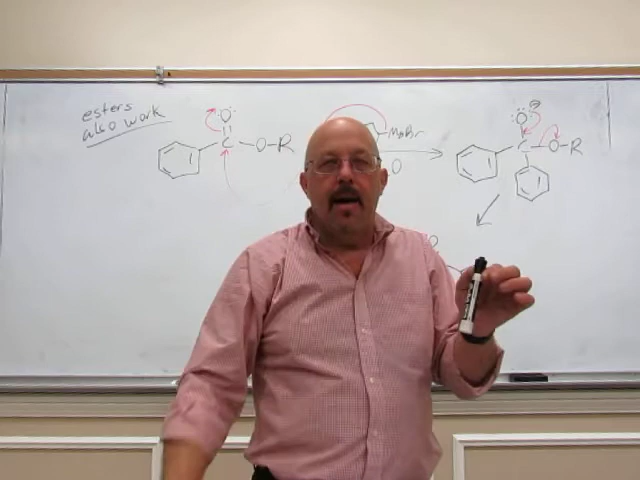 esters
also work
:O:
C-O-R
MgBr
O
:O:
C-O-R
O